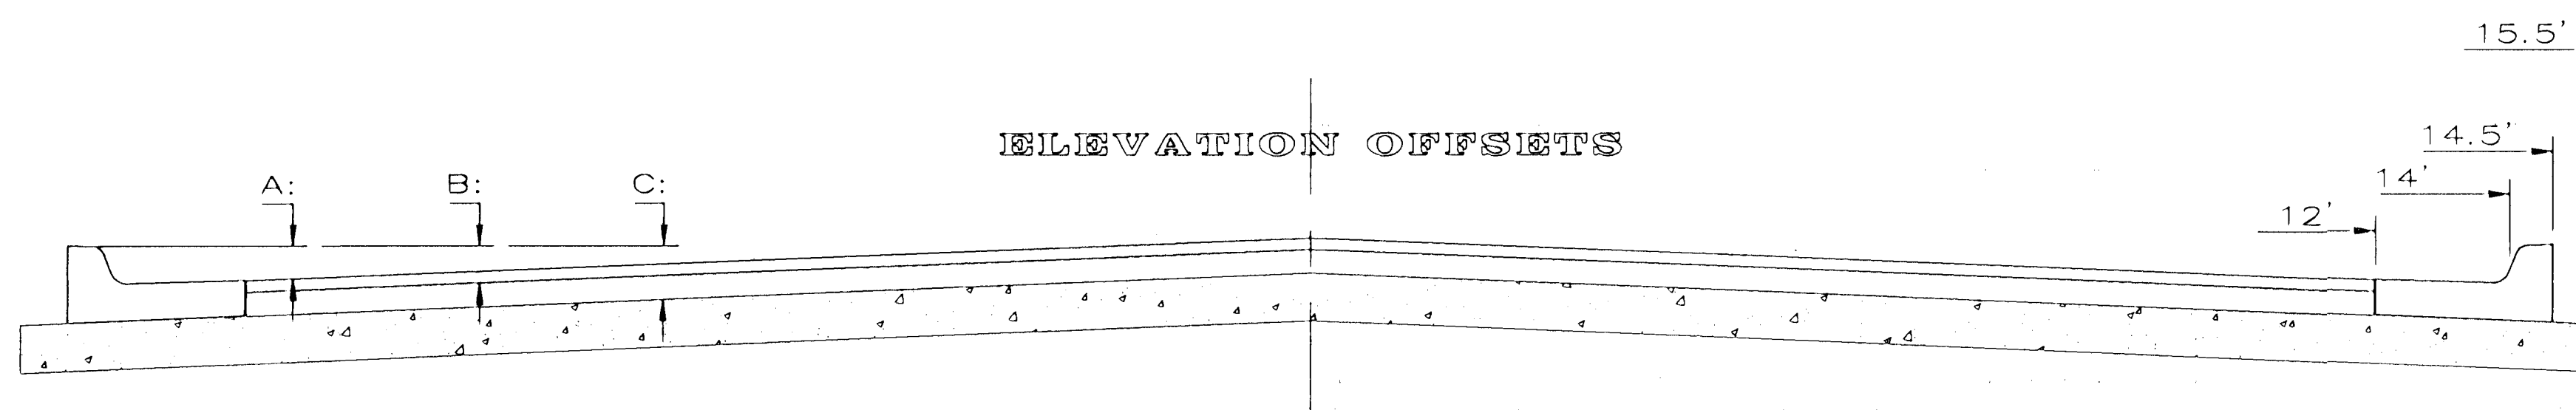 15.5'
ELEVATION OFFSETS
14.5'
A: B: C:
14'
12'